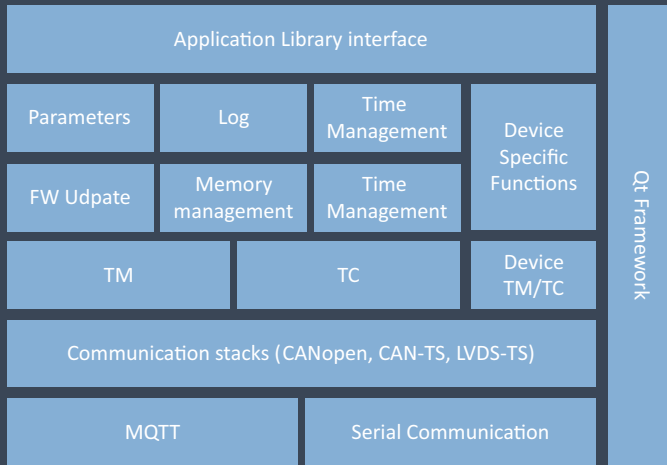 Application Library interface
Parameters
Log
Time
Management
Device
Specific
Functions
FW Udpate
Memory
management
Time
Management
TM
TC
Device
TM/TC
Communication stacks (CANopen, CAN-TS, LVDS-TS)
MQTT
Serial Communication
Qt Framework